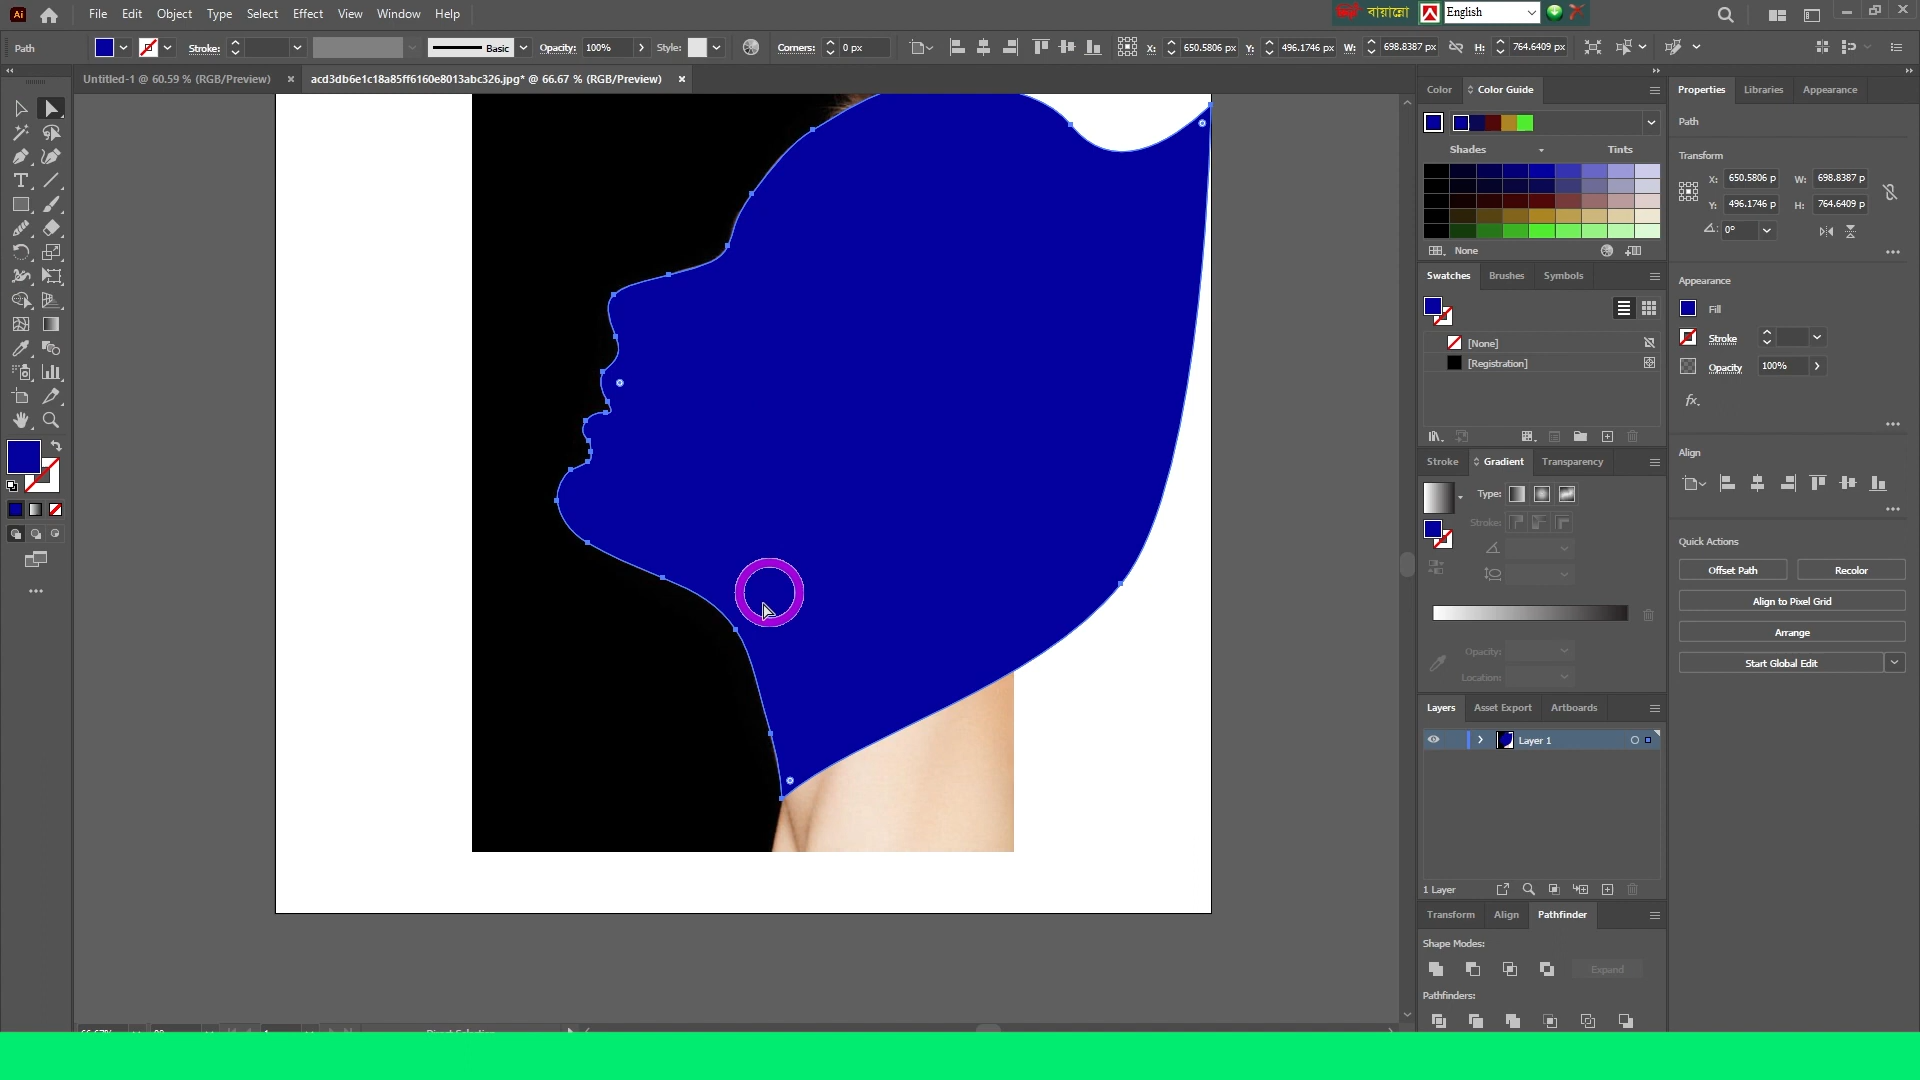 Ai File Edit Object Type Select Effect View Window Help
বায়ান্নো English
Path Stroke: Basic Opacity: 100% Style: Corners: 0 px X: 650.5806 px Y: 496.1746 px W: 698.8387 px H: 764.6409 px
Untitled-1 @ 60.59 % (RGB/Preview) × acd3db6e1c18a85ff6160e8013abc326.jpg* @ 66.67 % (RGB/Preview) ×
Color Color Guide
Shades Tints
None
Swatches Brushes Symbols
[None]
[Registration]
Stroke Gradient Transparency
Type:
Stroke:
Opacity:
Location:
Layers Asset Export Artboards
Layer 1
1 Layer
Transform Align Pathfinder
Shape Modes:
Expand
Pathfinders:
Properties Libraries Appearance
Path
Transform
X: 650.5806 p W: 698.8387 p
Y: 496.1746 p H: 764.6409 p
0°
Appearance
Fill
Stroke
Opacity 100%
fx.
Align
Quick Actions
Offset Path Recolor
Align to Pixel Grid
Arrange
Start Global Edit